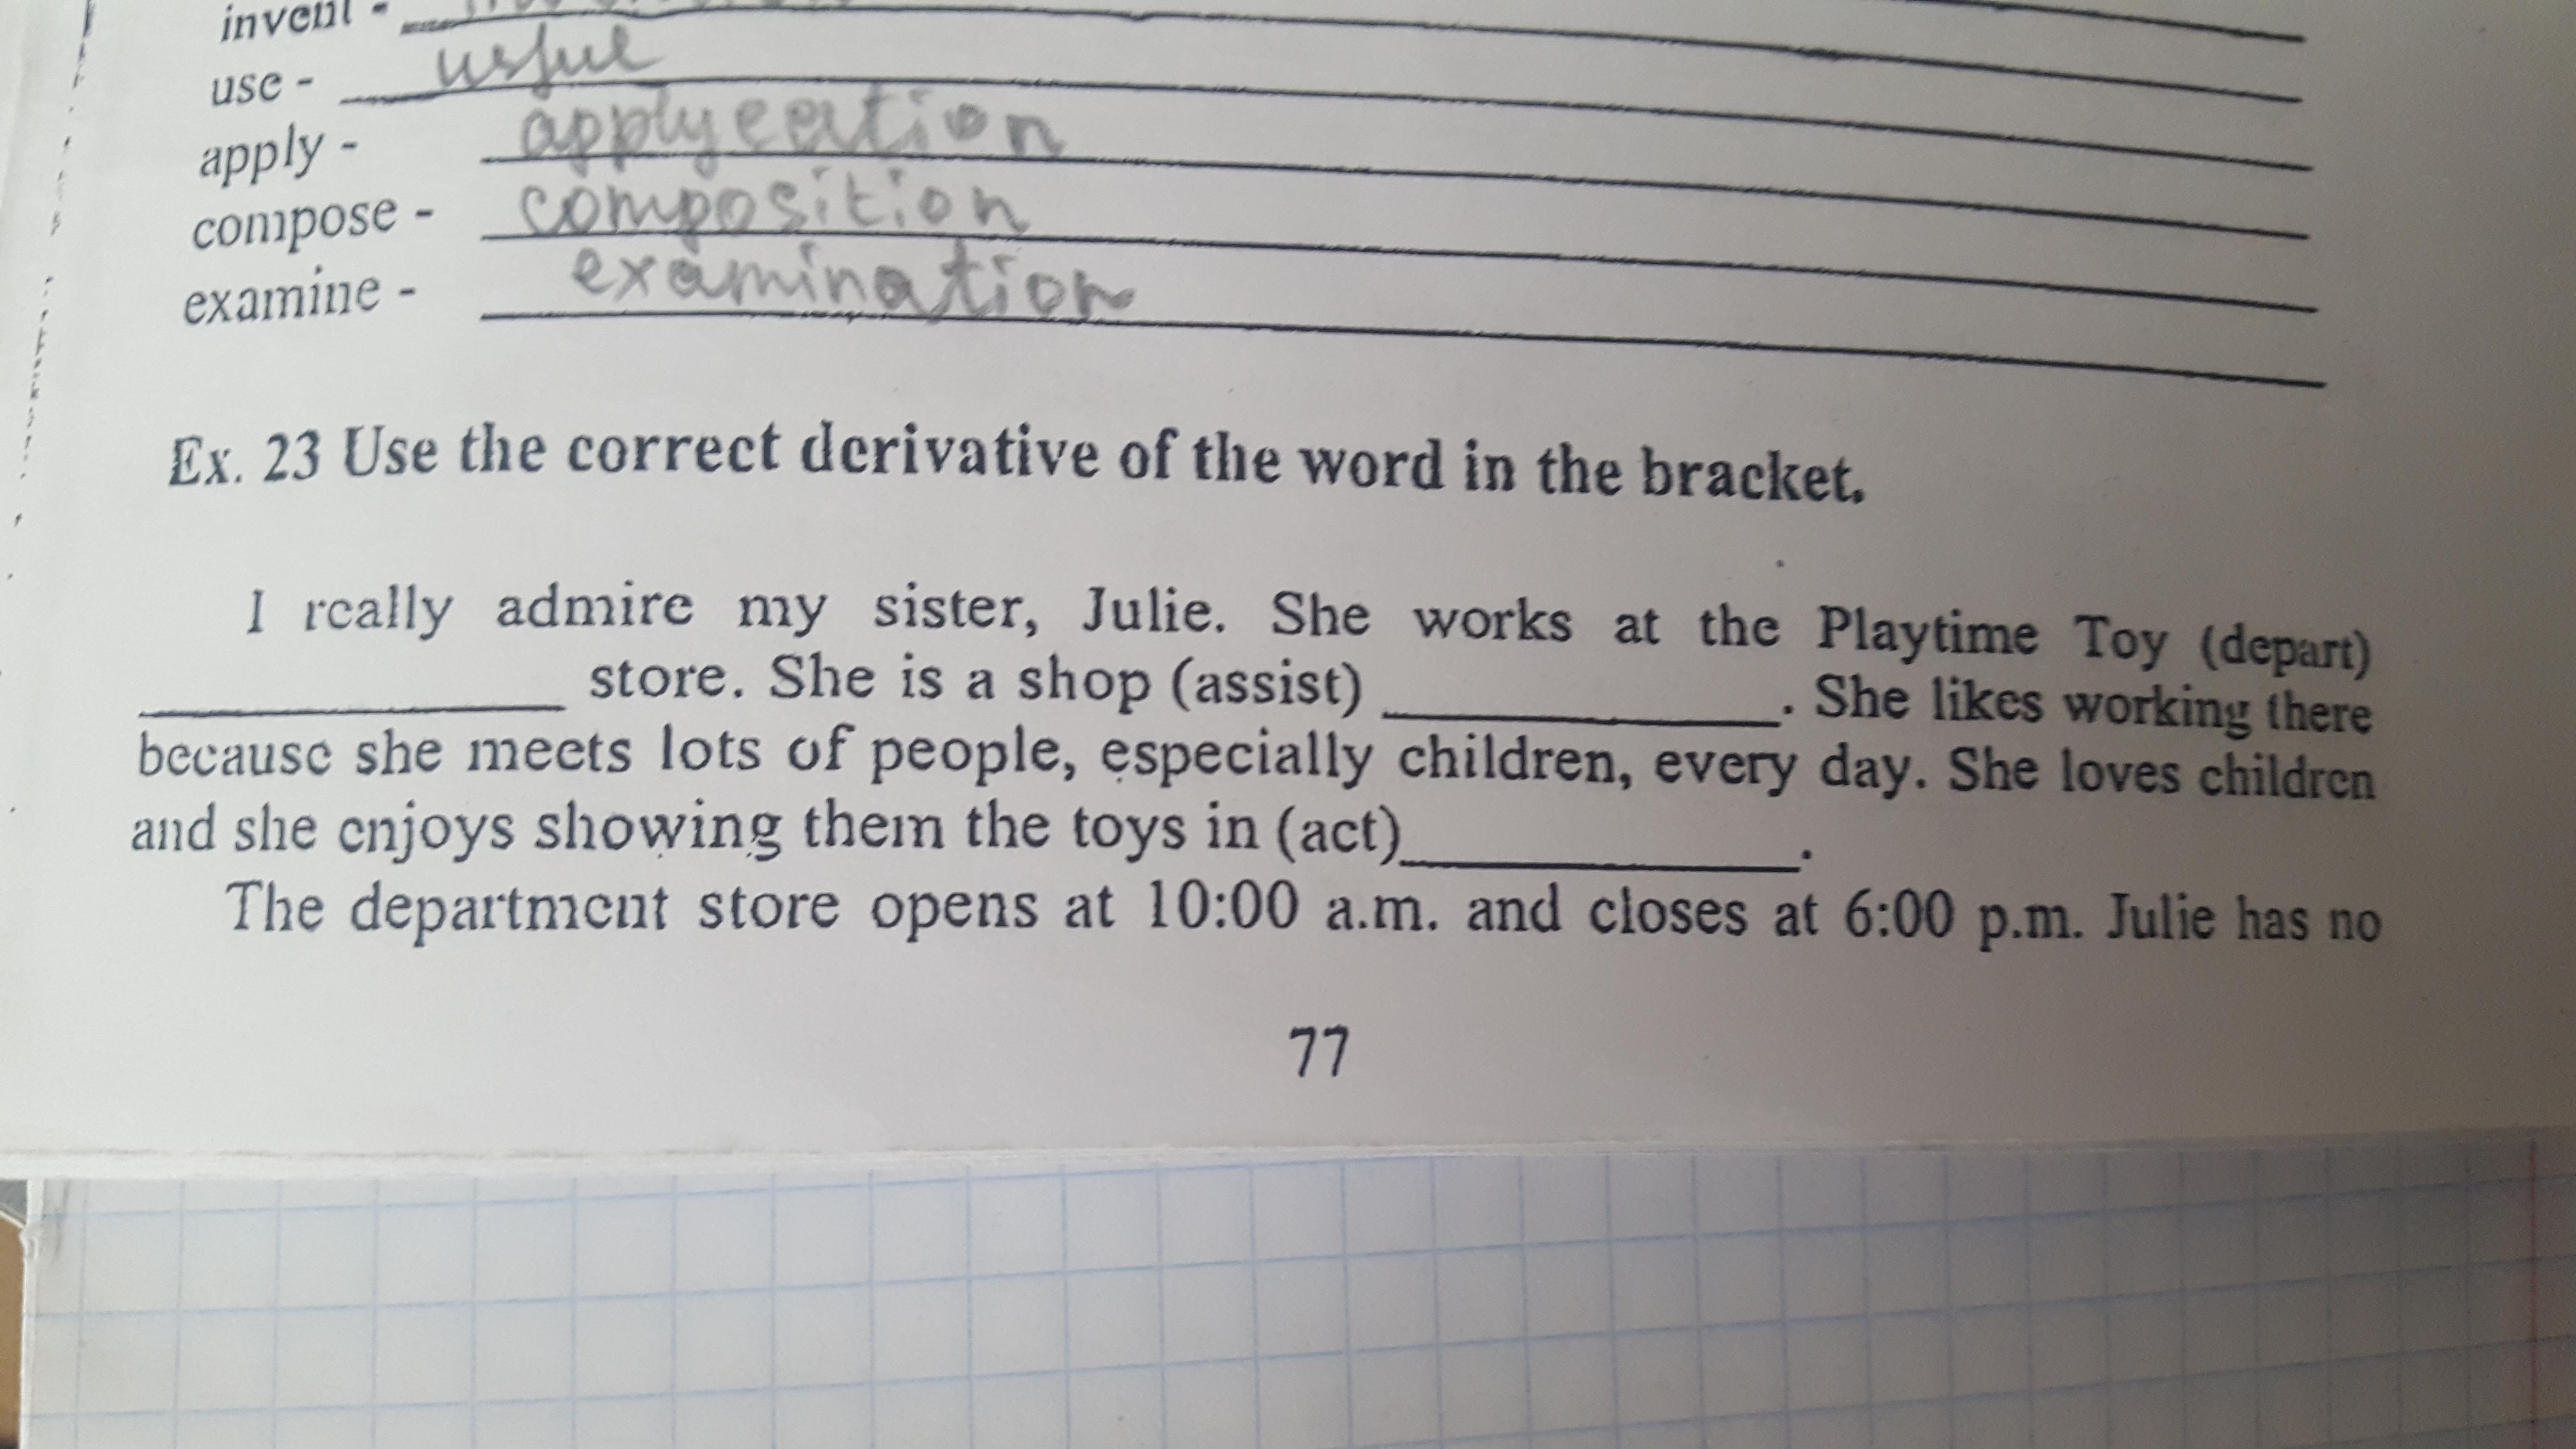 invent -
use - usful
apply - applycation
compose - composition
examine - examination
Ex. 23 Use the correct derivative of the word in the bracket.
I really admire my sister, Julie. She works at the Playtime Toy (depart)
____________ store. She is a shop (assist) ____________. She likes working there
because she meets lots of people, especially children, every day. She loves children
and she enjoys showing them the toys in (act)____________.
The department store opens at 10:00 a.m. and closes at 6:00 p.m. Julie has no
77